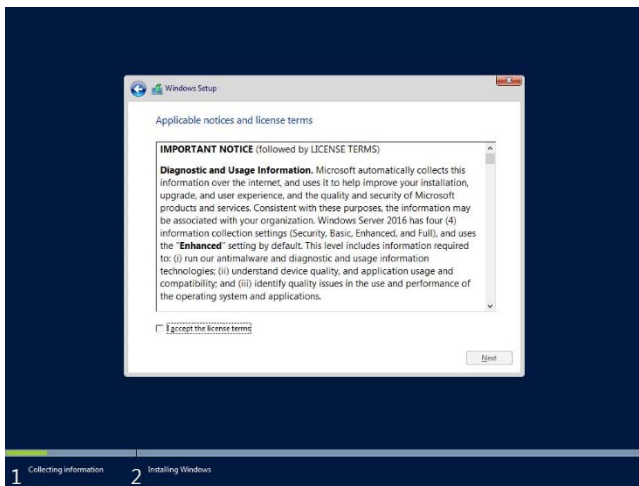 Windows Setup
Applicable notices and license terms
IMPORTANT NOTICE (followed by LICENSE TERMS)
Diagnostic and Usage Information. Microsoft automatically collects this
information over the internet, and uses it to help improve your installation,
upgrade, and user experience, and the quality and security of Microsoft
products and services. Consistent with these purposes, the information may
be associated with your organization. Windows Server 2016 has four (4)
information collection settings (Security, Basic, Enhanced, and Full), and uses
the "Enhanced" setting by default. This level includes information required
to: (i) run our antimalware and diagnostic and usage information
technologies; (ii) understand device quality, and application usage and
compatibility; and (iii) identify quality issues in the use and performance of
the operating system and applications.
I accept the license terms
Next
1 Collecting information 2 Installing Windows